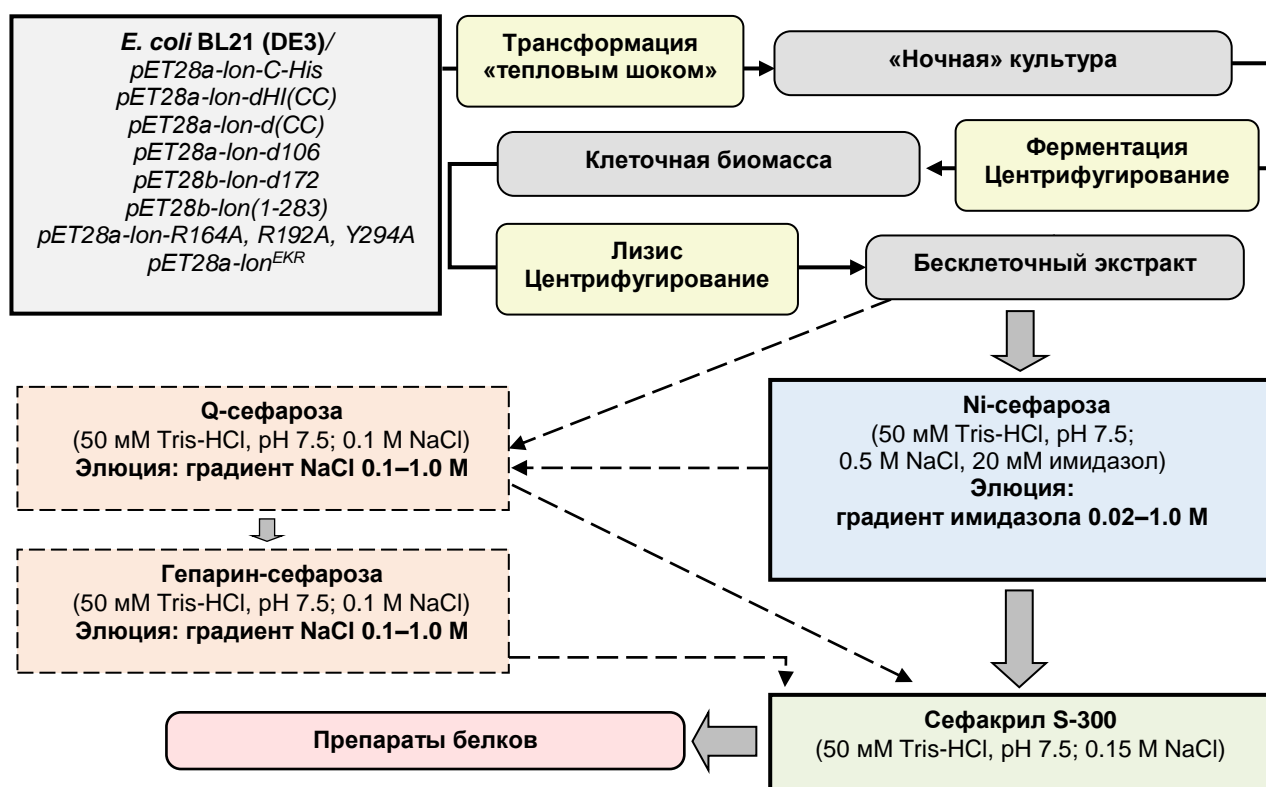 E. coli BL21 (DE3)/
pET28a-lon-C-His
pET28a-lon-dHI(CC)
pET28a-lon-d(CC)
pET28a-lon-d106
pET28b-lon-d172
pET28b-lon(1-283)
pET28a-lon-R164A, R192A, Y294A
pET28a-lon^EKR
Трансформация
«тепловым шоком»
«Ночная» культура
Ферментация
Центрифугирование
Клеточная биомасса
Лизис
Центрифугирование
Бесклеточный экстракт
Q-сефароза
(50 мМ Tris-HCl, pH 7.5; 0.1 М NaCl)
Элюция: градиент NaCl 0.1–1.0 М
Ni-сефароза
(50 мМ Tris-HCl, pH 7.5;
0.5 М NaCl, 20 мМ имидазол)
Элюция:
градиент имидазола 0.02–1.0 М
Гепарин-сефароза
(50 мМ Tris-HCl, pH 7.5; 0.1 М NaCl)
Элюция: градиент NaCl 0.1–1.0 М
Сефакрил S-300
(50 мМ Tris-HCl, pH 7.5; 0.15 М NaCl)
Препараты белков